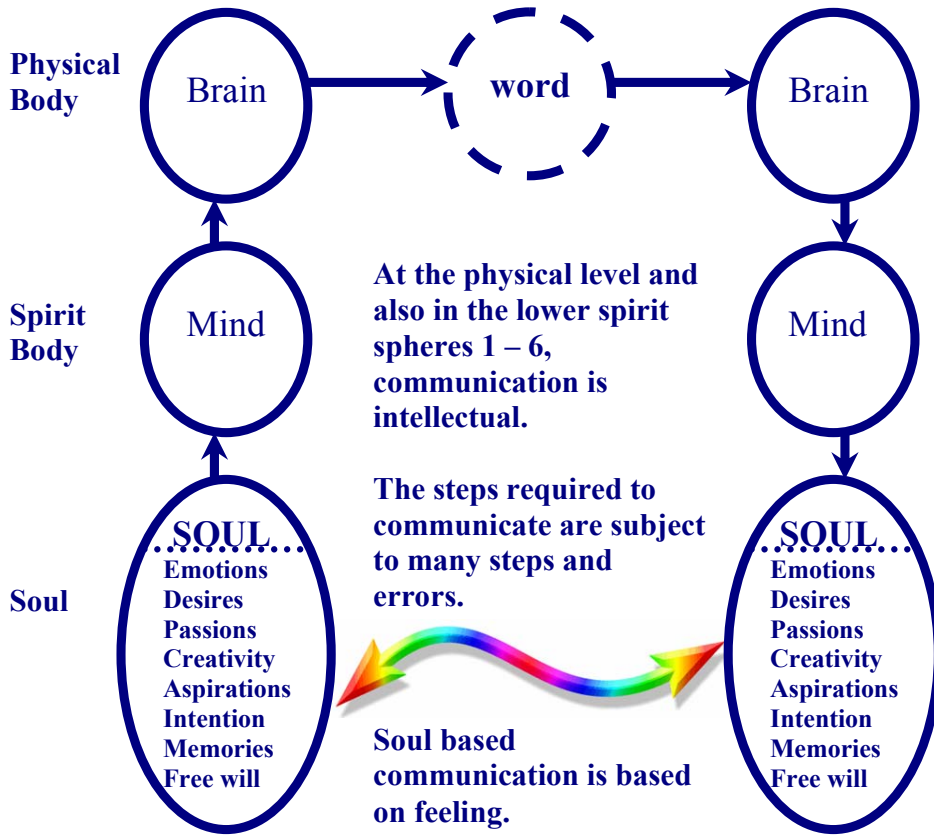 Physical
Body
Brain
word
Brain
Spirit
Body
Mind
At the physical level and
also in the lower spirit
spheres 1 – 6,
communication is
intellectual.
Mind
Soul
SOUL
Emotions
Desires
Passions
Creativity
Aspirations
Intention
Memories
Free will
The steps required to
communicate are subject
to many steps and
errors.
Soul based
communication is based
on feeling.
SOUL
Emotions
Desires
Passions
Creativity
Aspirations
Intention
Memories
Free will